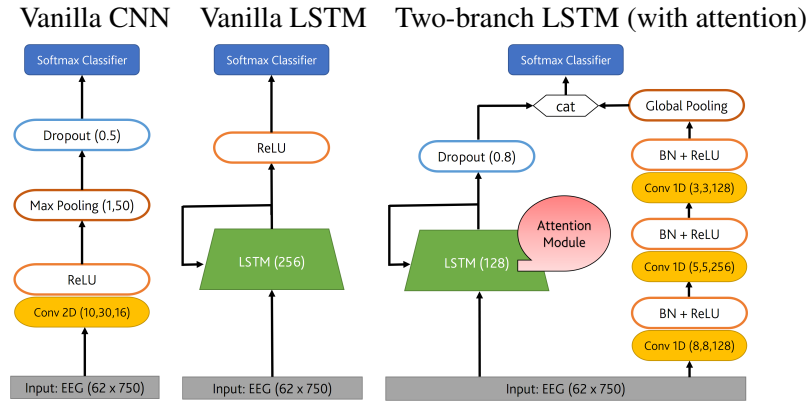 Vanilla CNN
Softmax Classifier
Dropout (0.5)
Max Pooling (1,50)
ReLU
Conv 2D (10,30,16)
Input: EEG (62 x 750)
Vanilla LSTM
Softmax Classifier
ReLU
LSTM (256)
Input: EEG (62 x 750)
Two-branch LSTM (with attention)
Softmax Classifier
cat
Global Pooling
Dropout (0.8)
BN + ReLU
Conv 1D (3,3,128)
Attention
Module
LSTM (128)
BN + ReLU
Conv 1D (5,5,256)
BN + ReLU
Conv 1D (8,8,128)
Input: EEG (62 x 750)